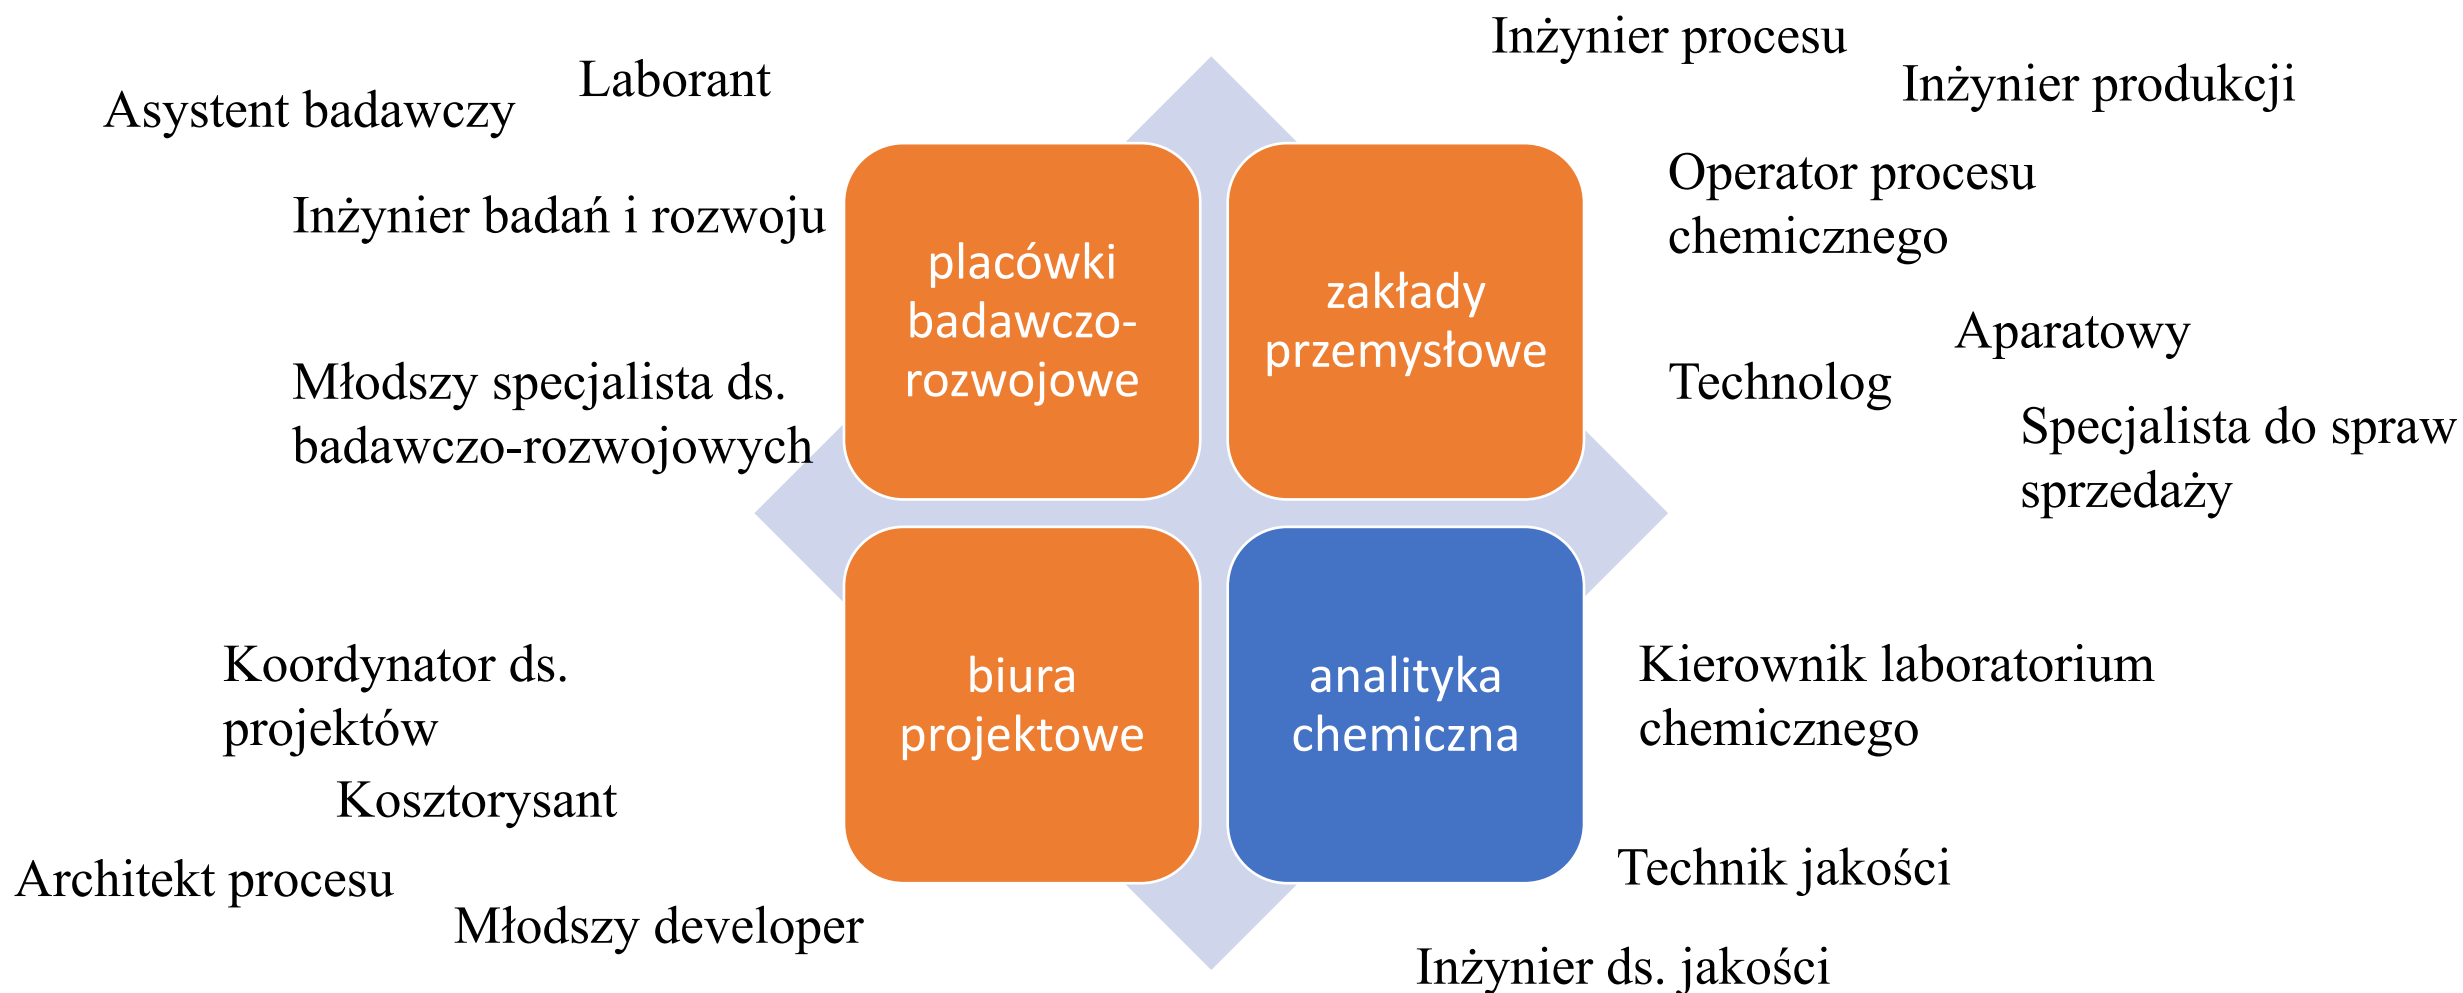 Asystent badawczy
Laborant
Inżynier badań i rozwoju
Młodszy specjalista ds.
badawczo-rozwojowych
placówki
badawczo-
rozwojowe
zakłady
przemysłowe
Inżynier procesu
Inżynier produkcji
Operator procesu
chemicznego
Aparatowy
Technolog
Specjalista do spraw
sprzedaży
Koordynator ds.
projektów
Kosztorysant
Architekt procesu
Młodszy developer
biura
projektowe
analityka
chemiczna
Kierownik laboratorium
chemicznego
Technik jakości
Inżynier ds. jakości